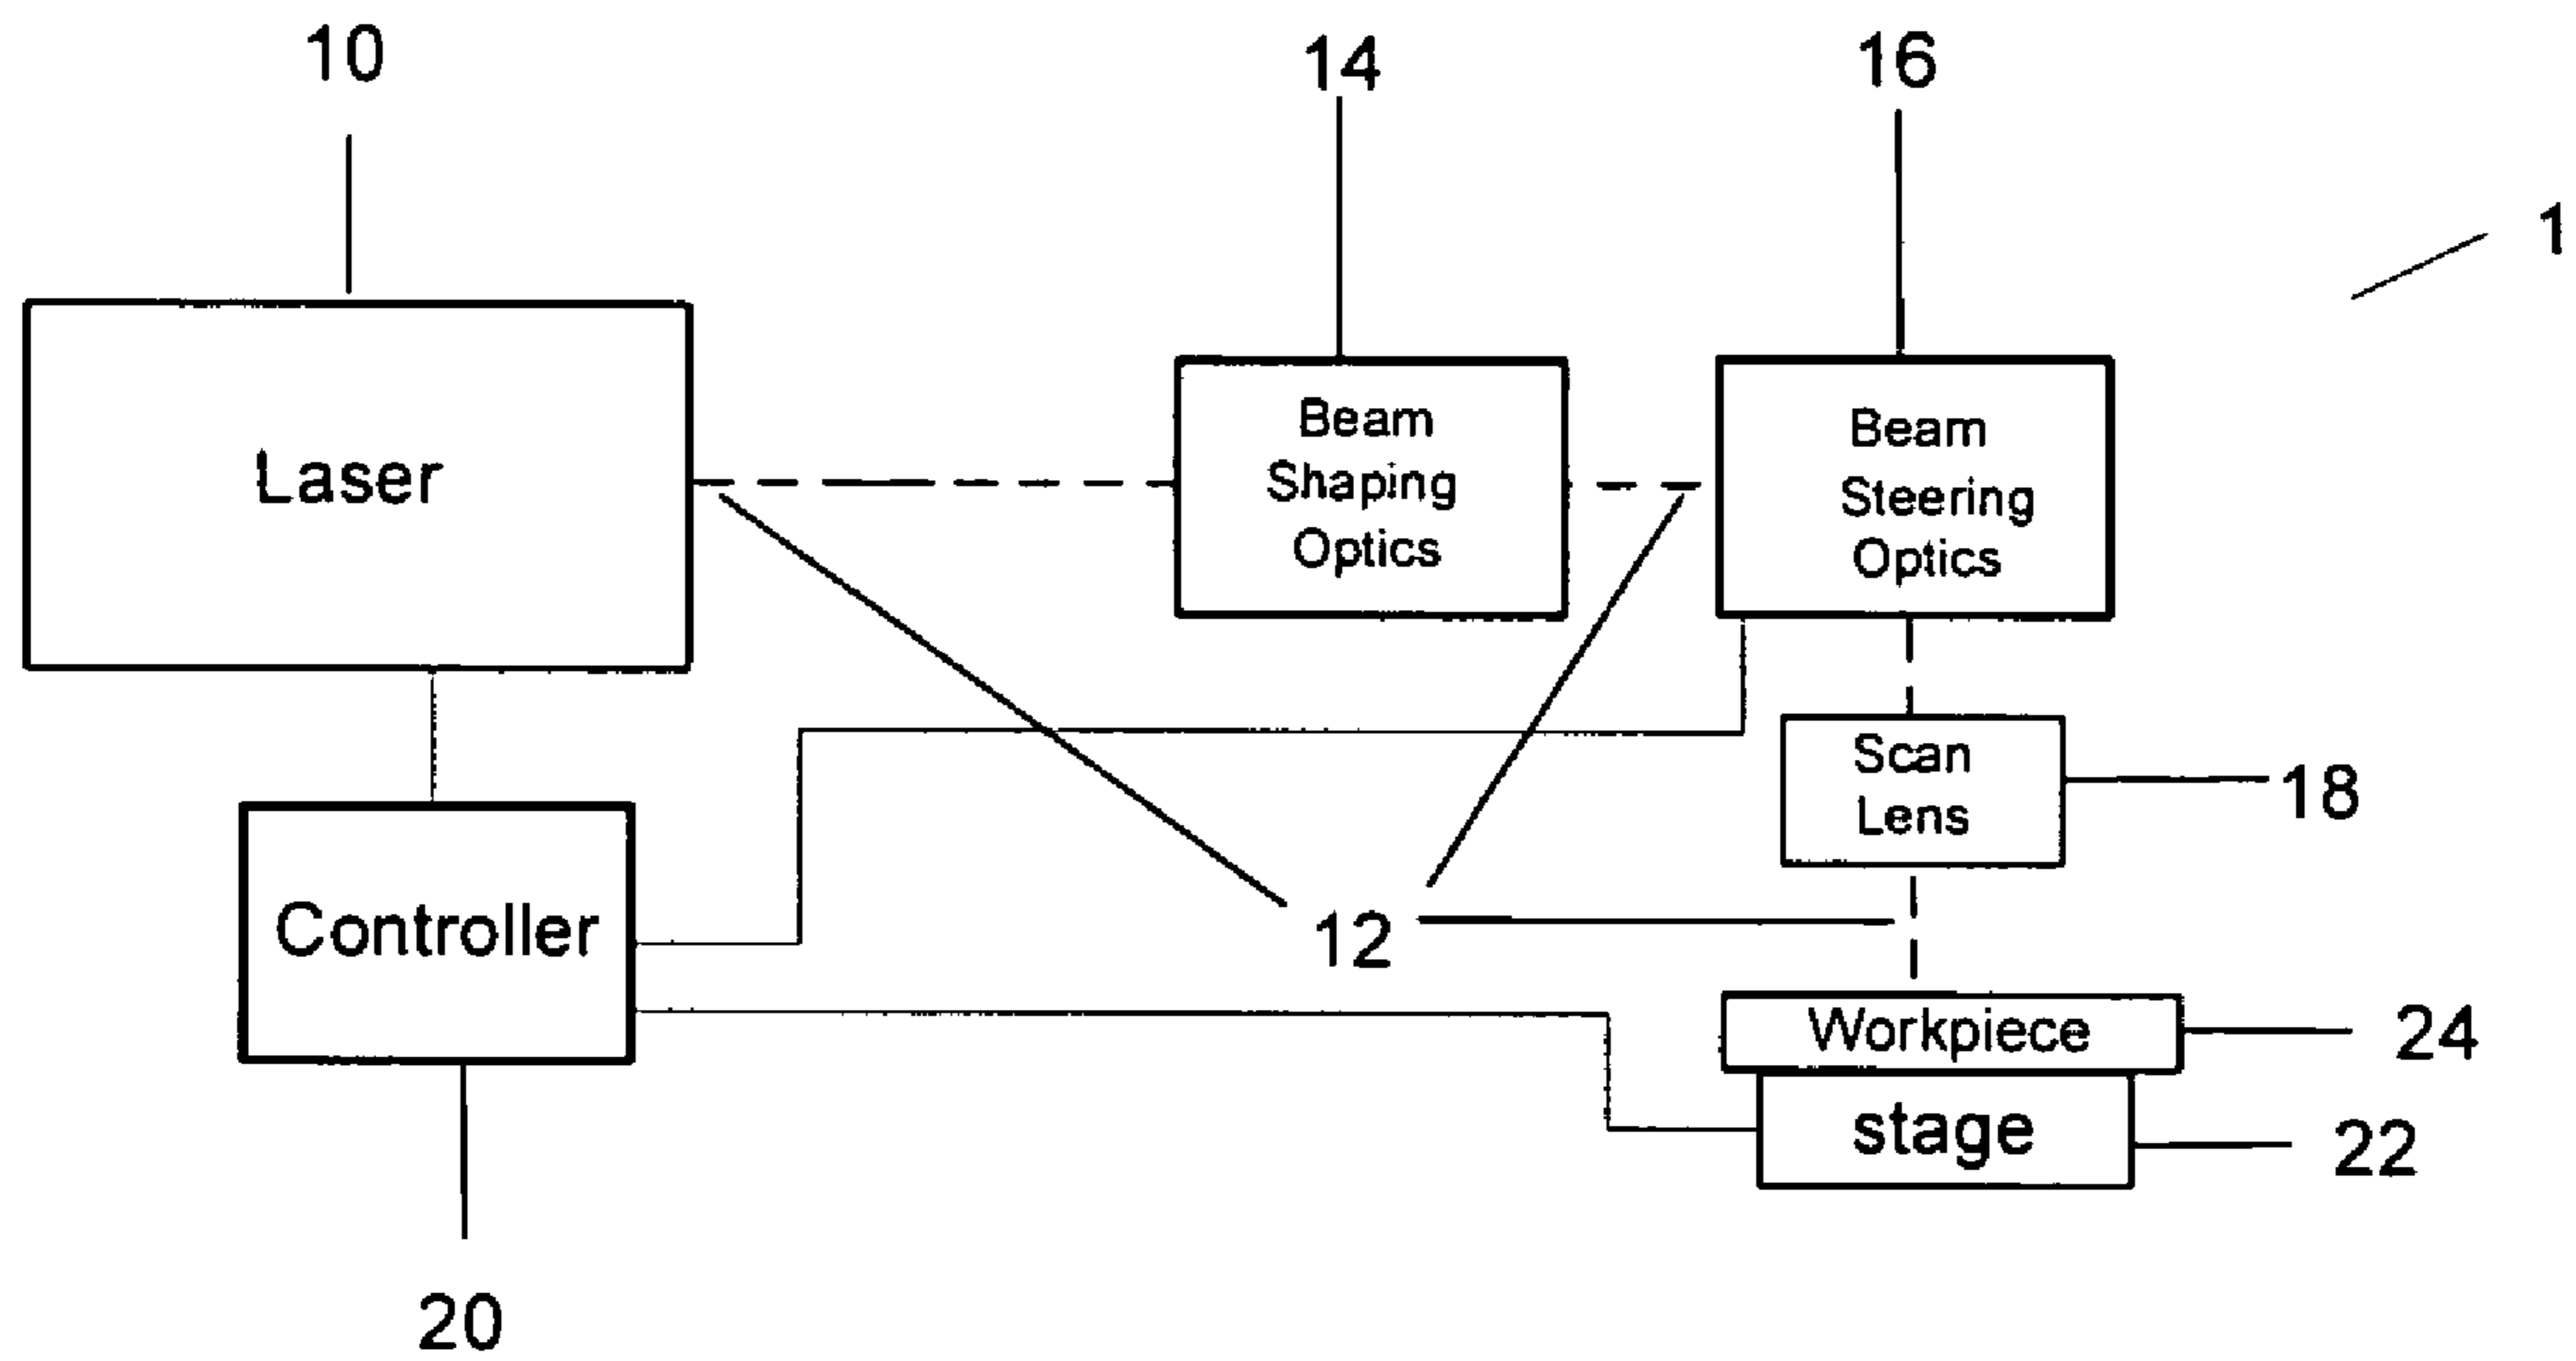 10
14
16
1
Laser
Beam
Shaping
Optics
Beam
Steering
Optics
Scan
Lens
18
Controller
12
Workpiece
24
stage
22
20